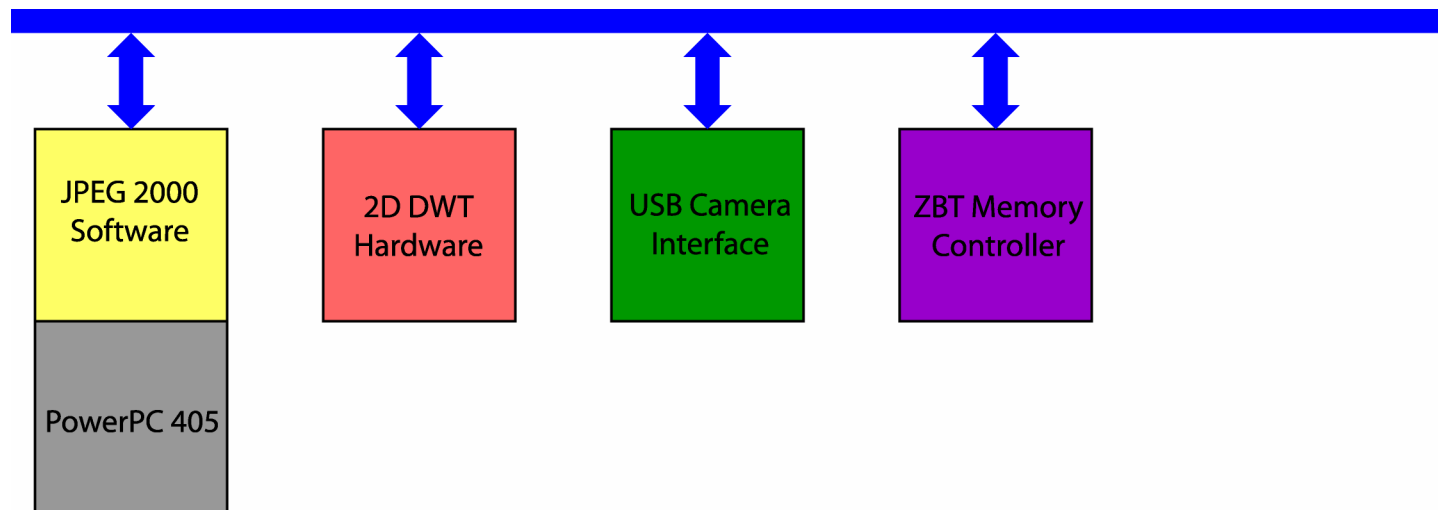 JPEG 2000
Software
2D DWT
Hardware
USB Camera
Interface
ZBT Memory
Controller
PowerPC 405